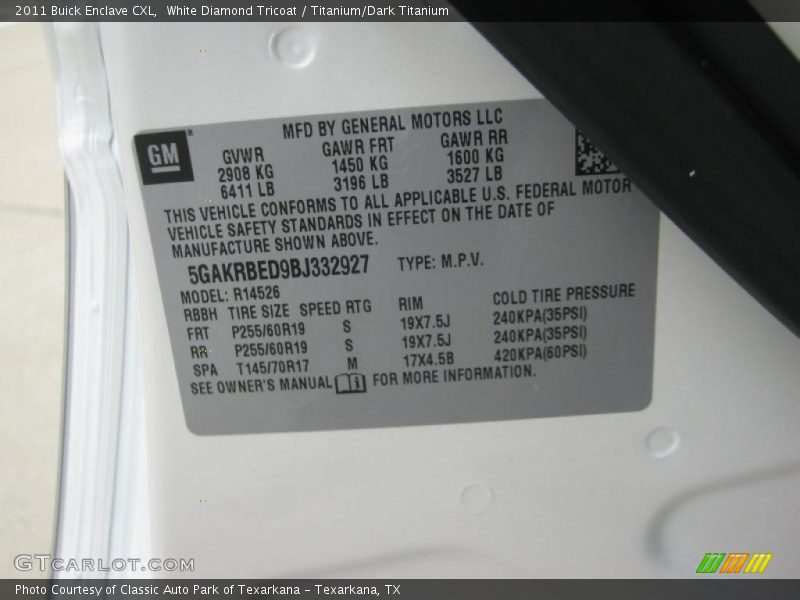 2011 Buick Enclave CXL,  White Diamond Tricoat / Titanium/Dark Titanium
GM
MFD BY GENERAL MOTORS LLC
GVWR GAWR FRT GAWR RR
2908 KG 1450 KG 1600 KG
6411 LB 3196 LB 3527 LB
THIS VEHICLE CONFORMS TO ALL APPLICABLE U.S. FEDERAL MOTOR
VEHICLE SAFETY STANDARDS IN EFFECT ON THE DATE OF
MANUFACTURE SHOWN ABOVE.
5GAKRBED9BJ332927 TYPE: M.P.V.
MODEL: R14526
RBBH TIRE SIZE SPEED RTG RIM COLD TIRE PRESSURE
FRT P255/60R19 S 19X7.5J 240KPA(35PSI)
RR P255/60R19 S 19X7.5J 240KPA(35PSI)
SPA T145/70R17 M 17X4.5B 420KPA(60PSI)
SEE OWNER'S MANUAL FOR MORE INFORMATION.
GTCARLOT.COM
Photo Courtesy of Classic Auto Park of Texarkana - Texarkana, TX